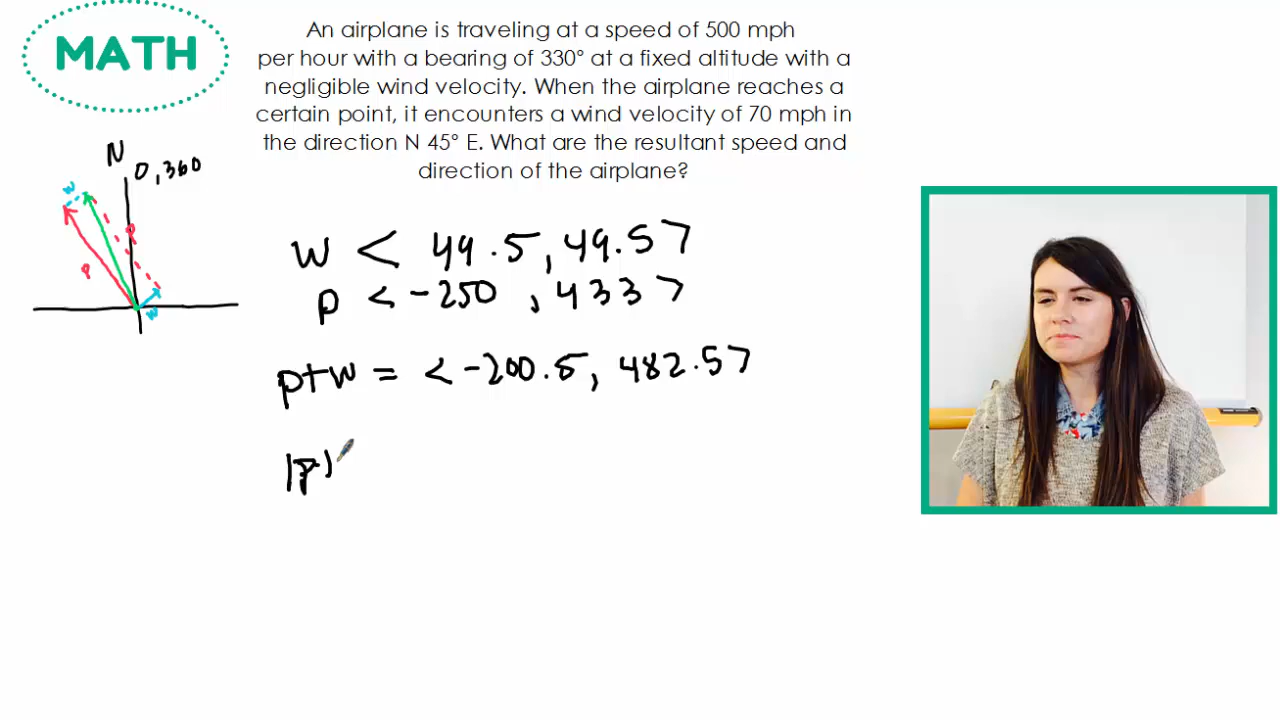 MATH
An airplane is traveling at a speed of 500 mph
per hour with a bearing of 330° at a fixed altitude with a
negligible wind velocity. When the airplane reaches a
certain point, it encounters a wind velocity of 70 mph in
the direction N 45° E. What are the resultant speed and
direction of the airplane?
N
0,360
w
p
p
w
w < 49.5, 49.5>
p < -250, 433>
p+w = < -200.5, 482.5>
|p|